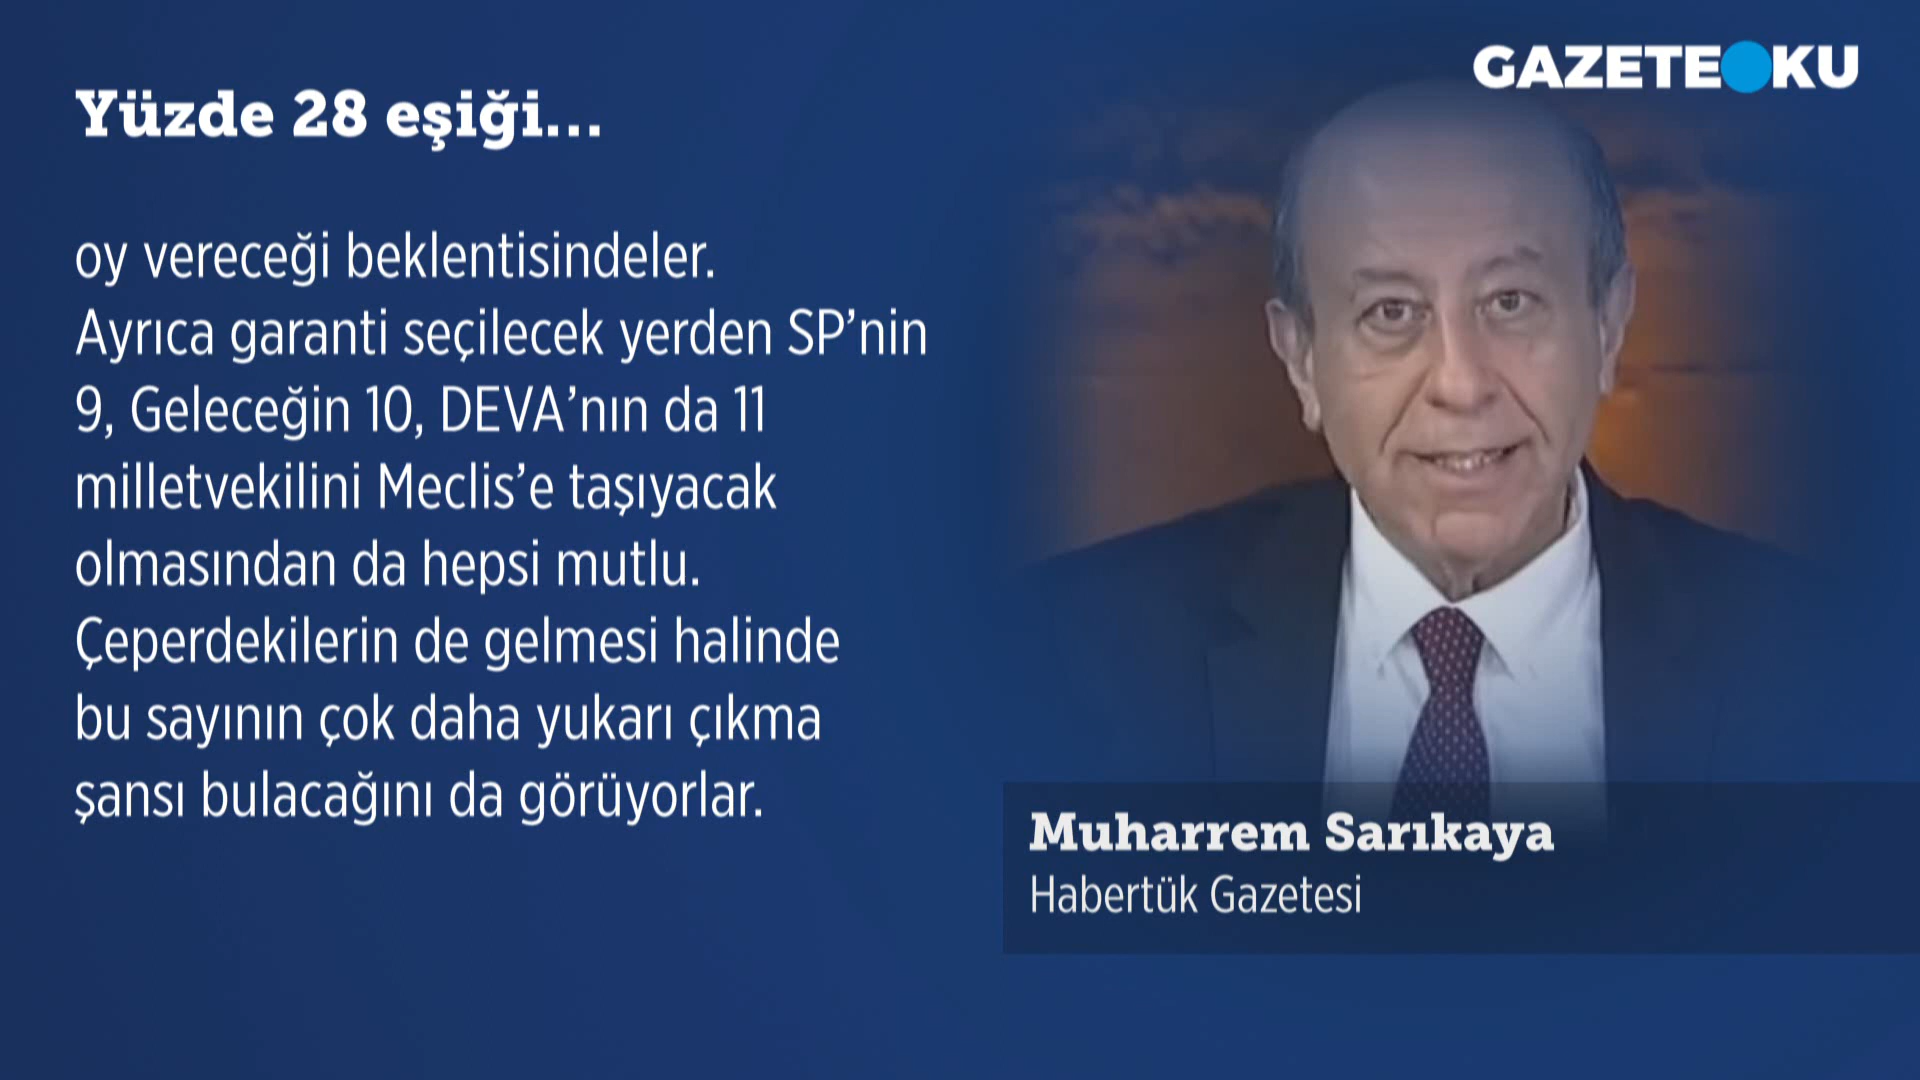 GAZETEOKU
Yüzde 28 eşiği...
oy vereceği beklentisindeler.
Ayrıca garanti seçilecek yerden SP’nin
9, Geleceğin 10, DEVA’nın da 11
milletvekilini Meclis’e taşıyacak
olmasından da hepsi mutlu.
Çeperdekilerin de gelmesi halinde
bu sayının çok daha yukarı çıkma
şansı bulacağını da görüyorlar.
Muharrem Sarıkaya
Habertük Gazetesi